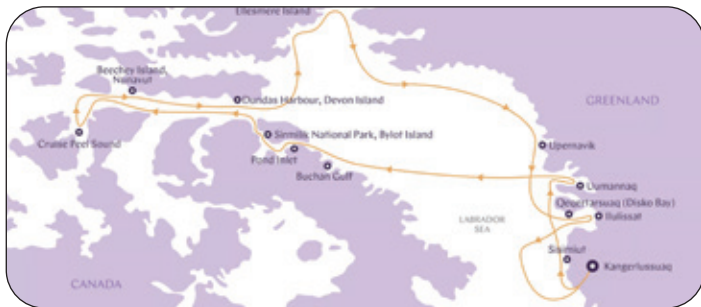 Ellesmere Island
Beechey Island,
Nunavut
Dundas Harbour, Devon Island
GREENLAND
Sirmilik National Park, Bylot Island
Cruise Peel Sound
Pond Inlet
Buchan Gulf
Upernavik
Uumannaq
Qeqertarsuaq (Disko Bay)
Ilulissat
LABRADOR
SEA
Sisimiut
Kangerlussuaq
CANADA